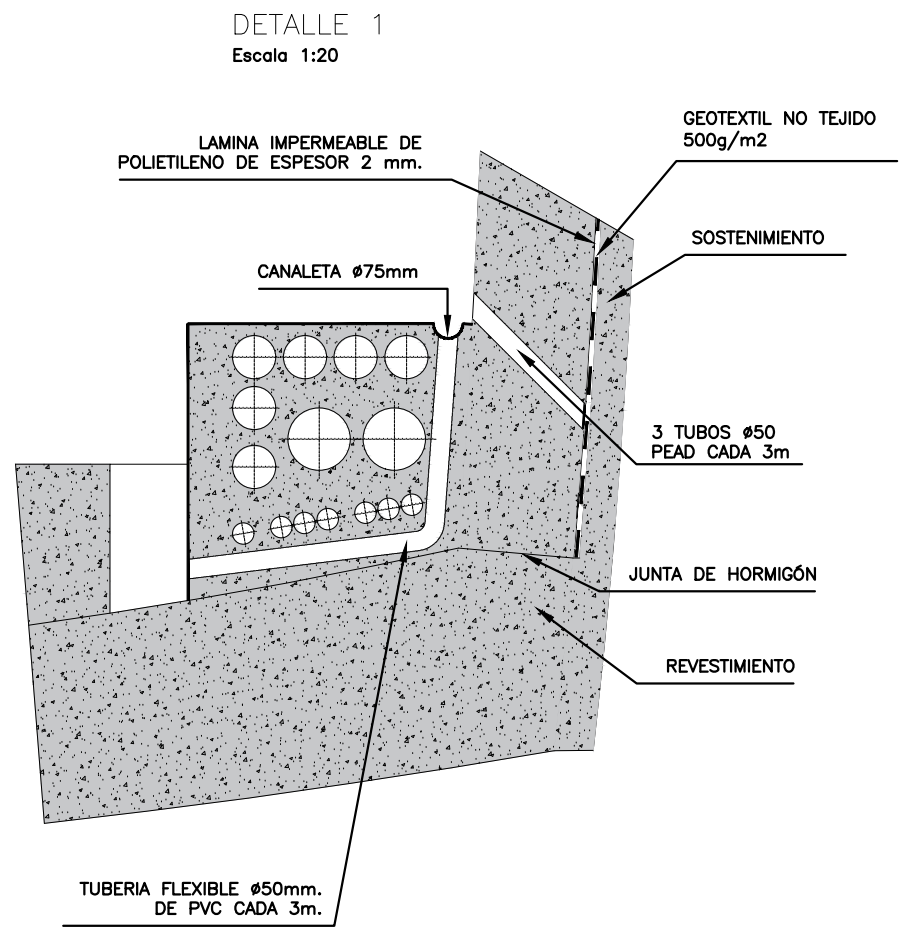 DETALLE 1
Escala 1:20
GEOTEXTIL NO TEJIDO
500g/m2
LAMINA IMPERMEABLE DE
POLIETILENO DE ESPESOR 2 mm.
SOSTENIMIENTO
CANALETA ø75mm
3 TUBOS ø50
PEAD CADA 3m
JUNTA DE HORMIGÓN
REVESTIMIENTO
TUBERIA FLEXIBLE ø50mm.
DE PVC CADA 3m.